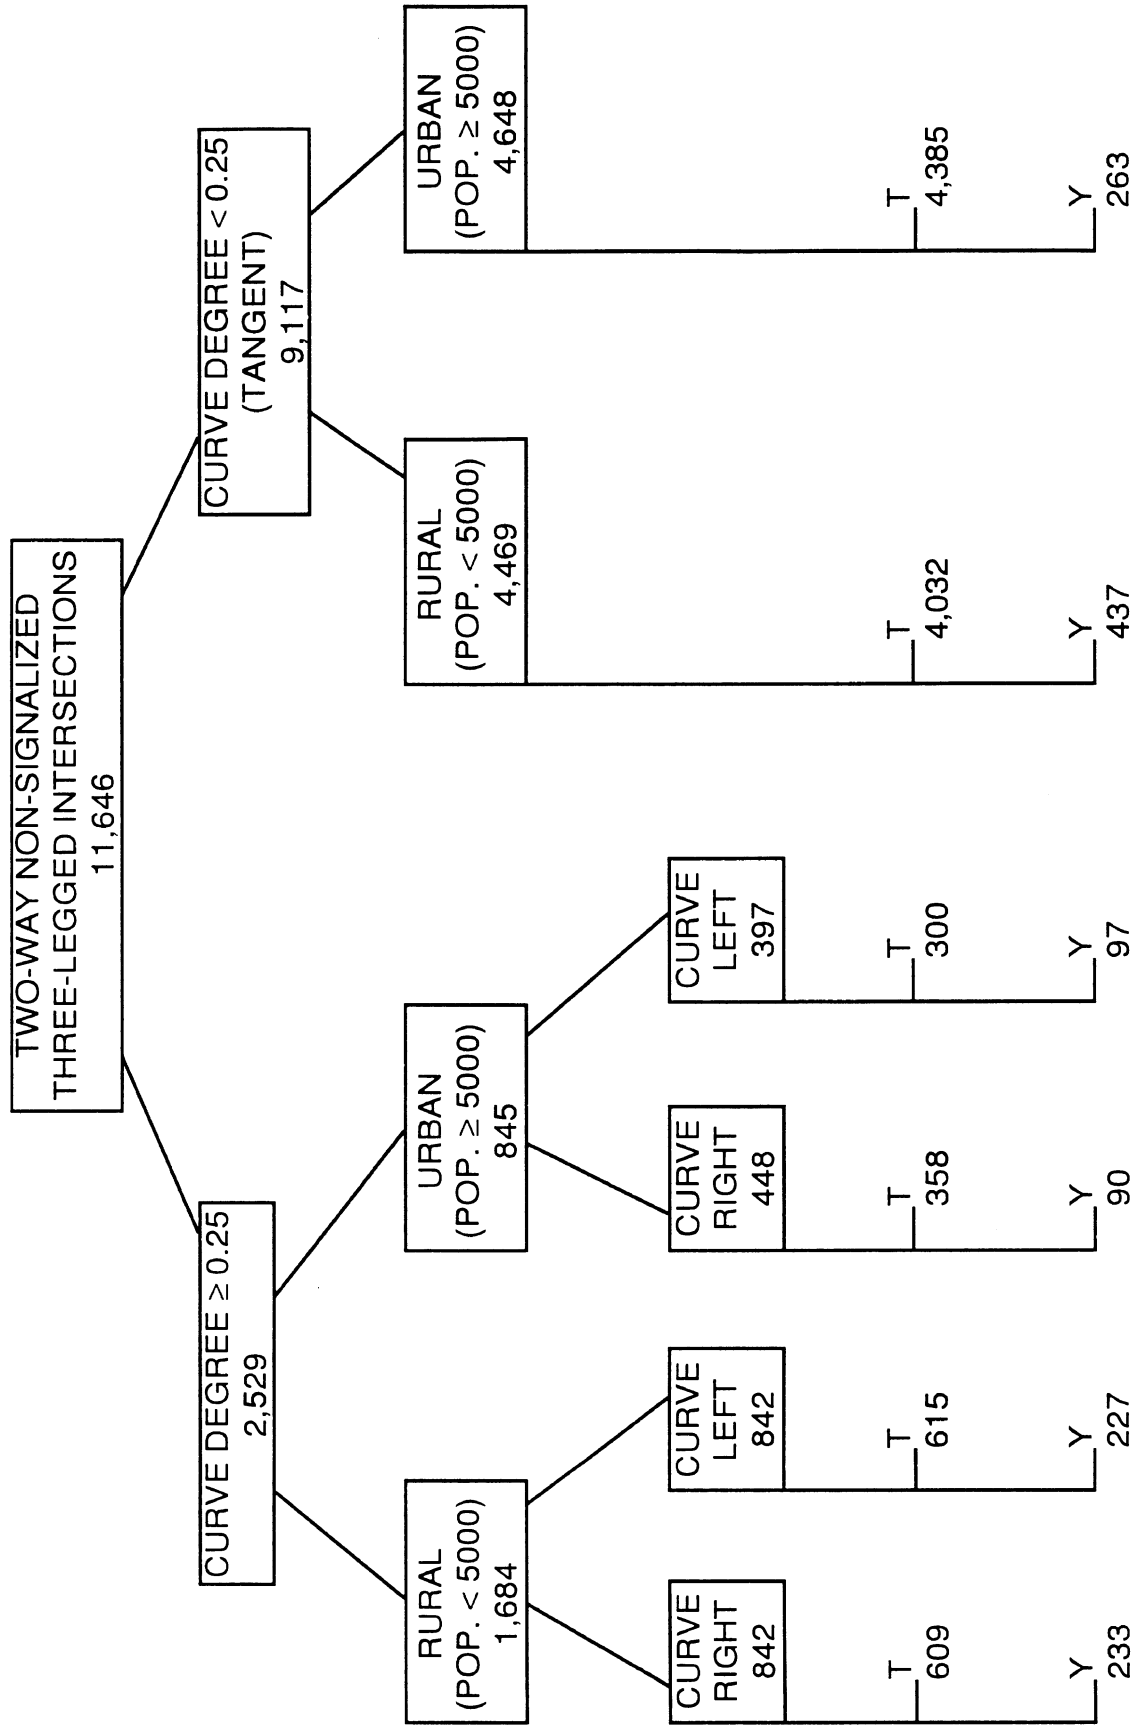 TWO-WAY NON-SIGNALIZED
THREE-LEGGED INTERSECTIONS
11,646
CURVE DEGREE ≥ 0.25
2,529
CURVE DEGREE < 0.25
(TANGENT)
9,117
RURAL
(POP. < 5000)
1,684
URBAN
(POP. ≥ 5000)
845
RURAL
(POP. < 5000)
4,469
URBAN
(POP. ≥ 5000)
4,648
CURVE
RIGHT
842
CURVE
LEFT
842
CURVE
RIGHT
448
CURVE
LEFT
397
T
609
T
615
T
358
T
300
T
4,032
T
4,385
Y
233
Y
227
Y
90
Y
97
Y
437
Y
263